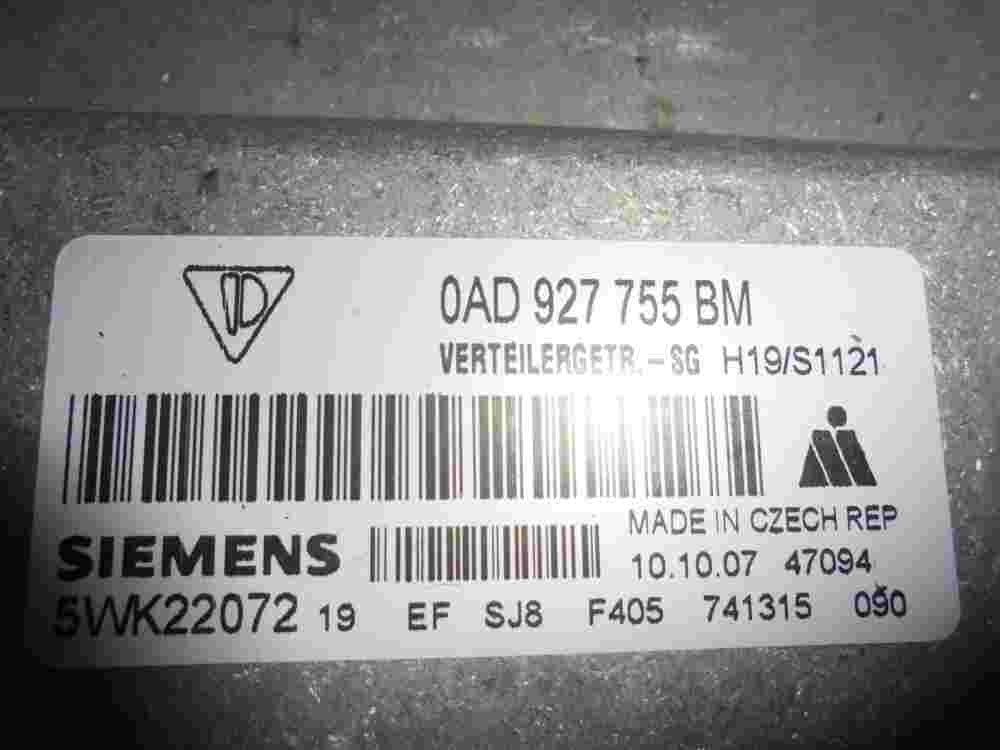 0AD 927 755 BM
VERTEILERGETR.-SG H19/S1121
MADE IN CZECH REP
SIEMENS 10.10.07 47094
5WK22072 19 EF SJ8 F405 741315 090